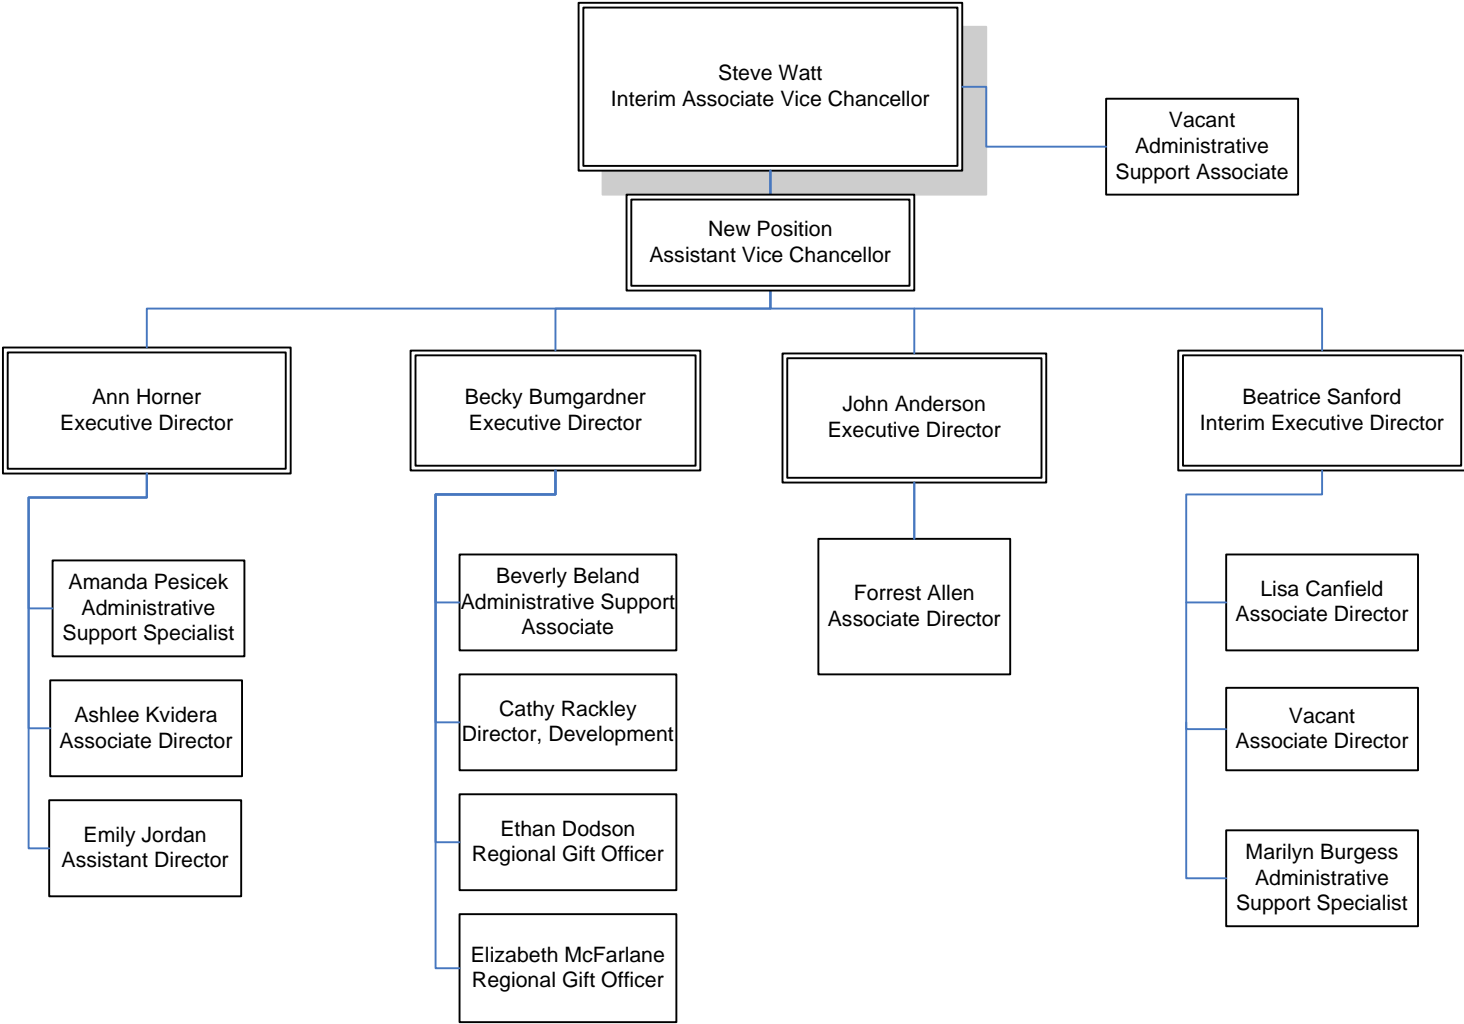 Steve Watt
Interim Associate Vice Chancellor
Vacant
Administrative
Support Associate
New Position
Assistant Vice Chancellor
Ann Horner
Executive Director
Becky Bumgardner
Executive Director
John Anderson
Executive Director
Beatrice Sanford
Interim Executive Director
Amanda Pesicek
Administrative
Support Specialist
Ashlee Kvidera
Associate Director
Emily Jordan
Assistant Director
Beverly Beland
Administrative Support
Associate
Cathy Rackley
Director, Development
Ethan Dodson
Regional Gift Officer
Elizabeth McFarlane
Regional Gift Officer
Forrest Allen
Associate Director
Lisa Canfield
Associate Director
Vacant
Associate Director
Marilyn Burgess
Administrative
Support Specialist